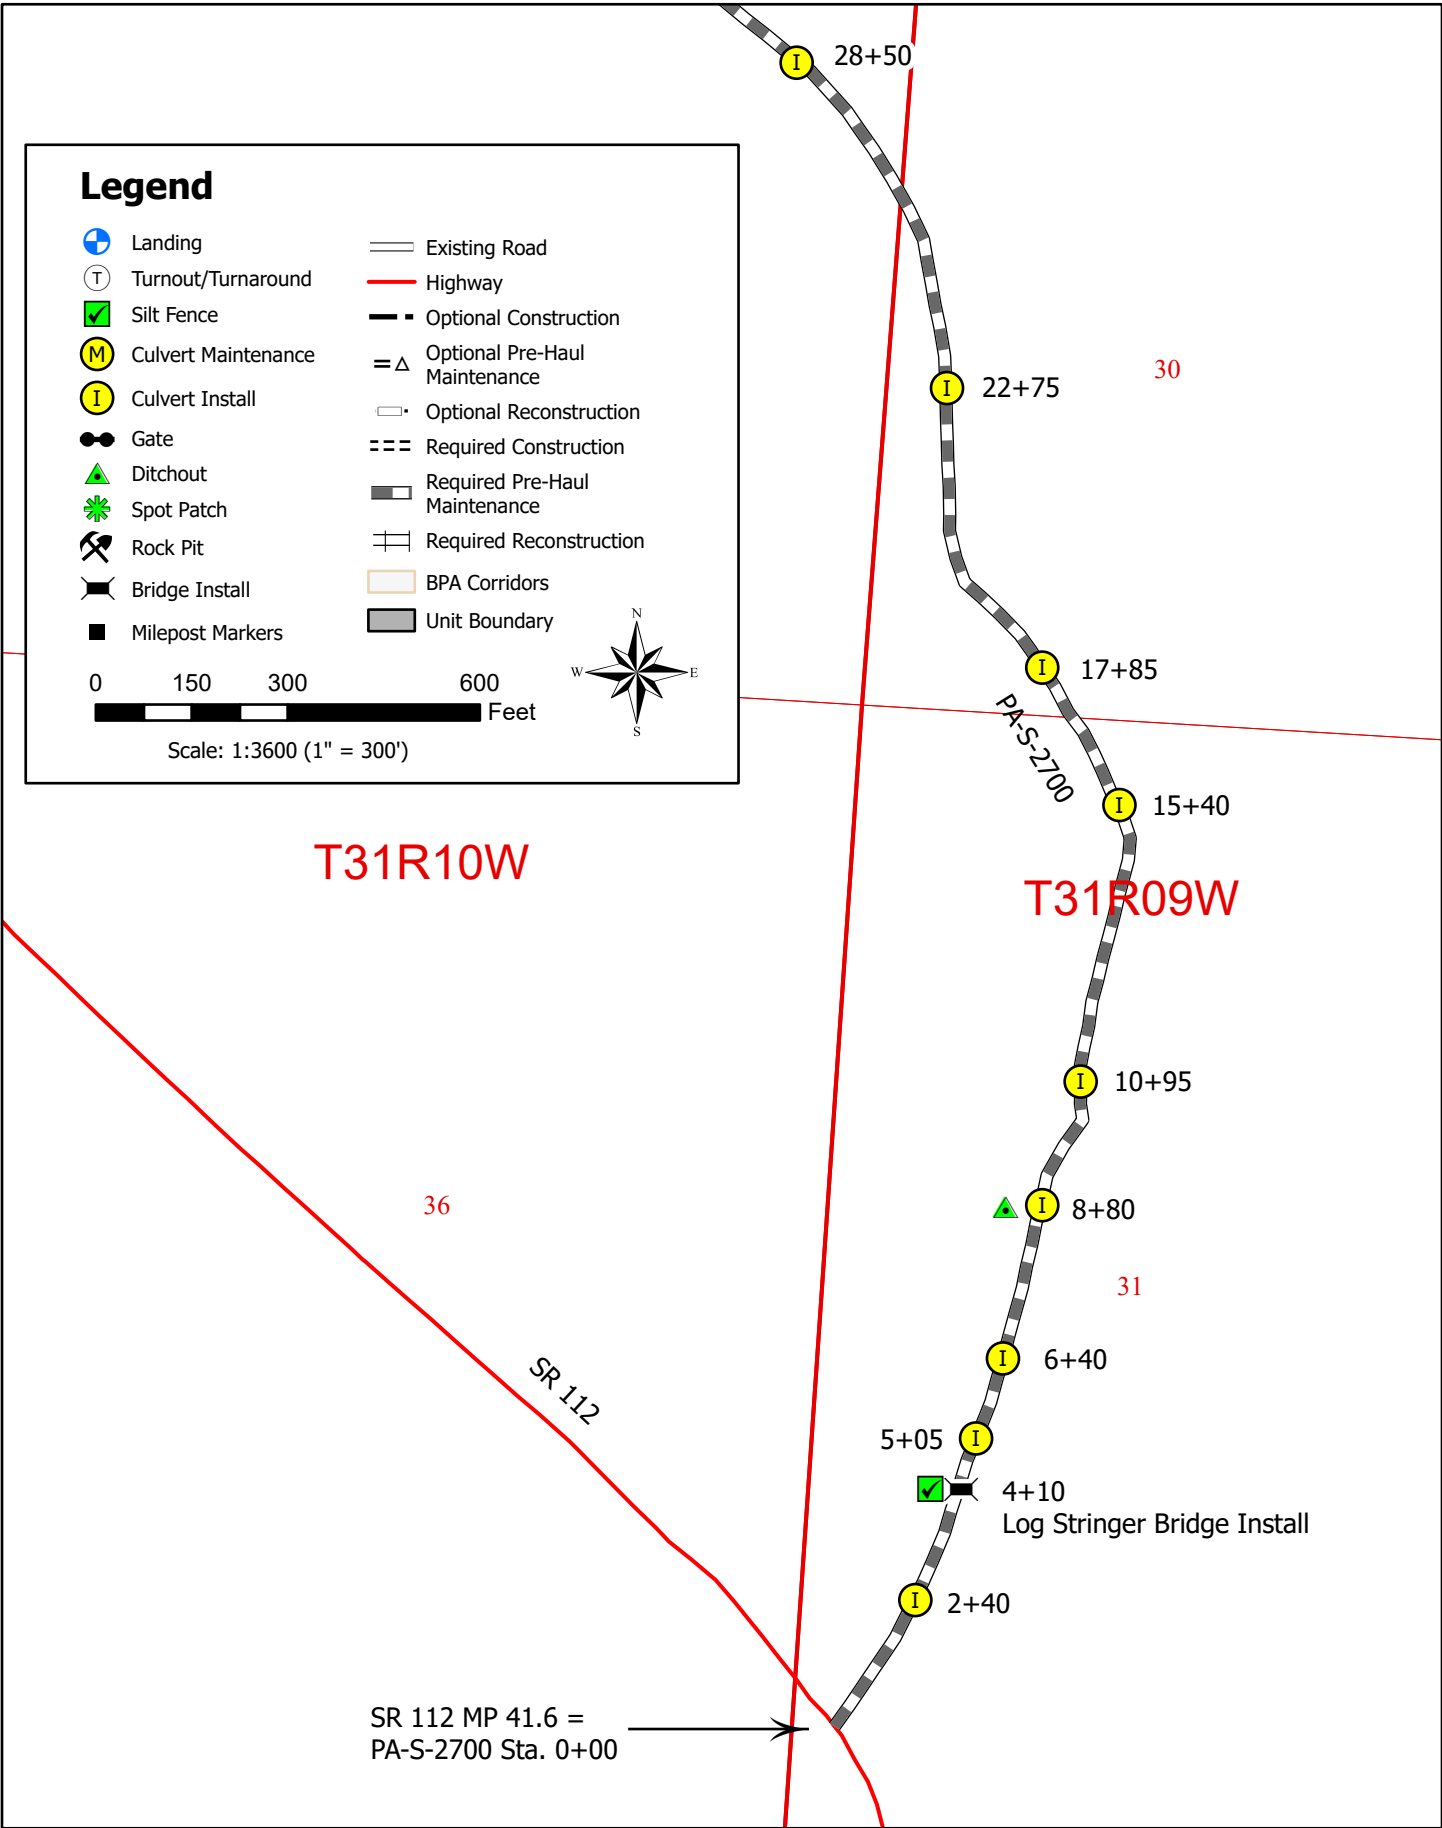 28+50
Legend
Landing
T
Turnout/Turnaround
Silt Fence
M
Culvert Maintenance
I
Culvert Install
Gate
Ditchout
Spot Patch
Rock Pit
Bridge Install
Milepost Markers
Existing Road
Highway
Optional Construction
Optional Pre-Haul
Maintenance
Optional Reconstruction
Required Construction
Required Pre-Haul
Maintenance
Required Reconstruction
BPA Corridors
Unit Boundary
0 150 300 600
Feet
Scale: 1:3600 (1" = 300')
N
W E
S
I
30
I
22+75
I
17+85
PA-S-2700
I
15+40
T31R10W
T31R09W
I
10+95
36
I
8+80
31
I
6+40
SR 112
5+05
I
4+10
Log Stringer Bridge Install
I
2+40
SR 112 MP 41.6 =
PA-S-2700 Sta. 0+00